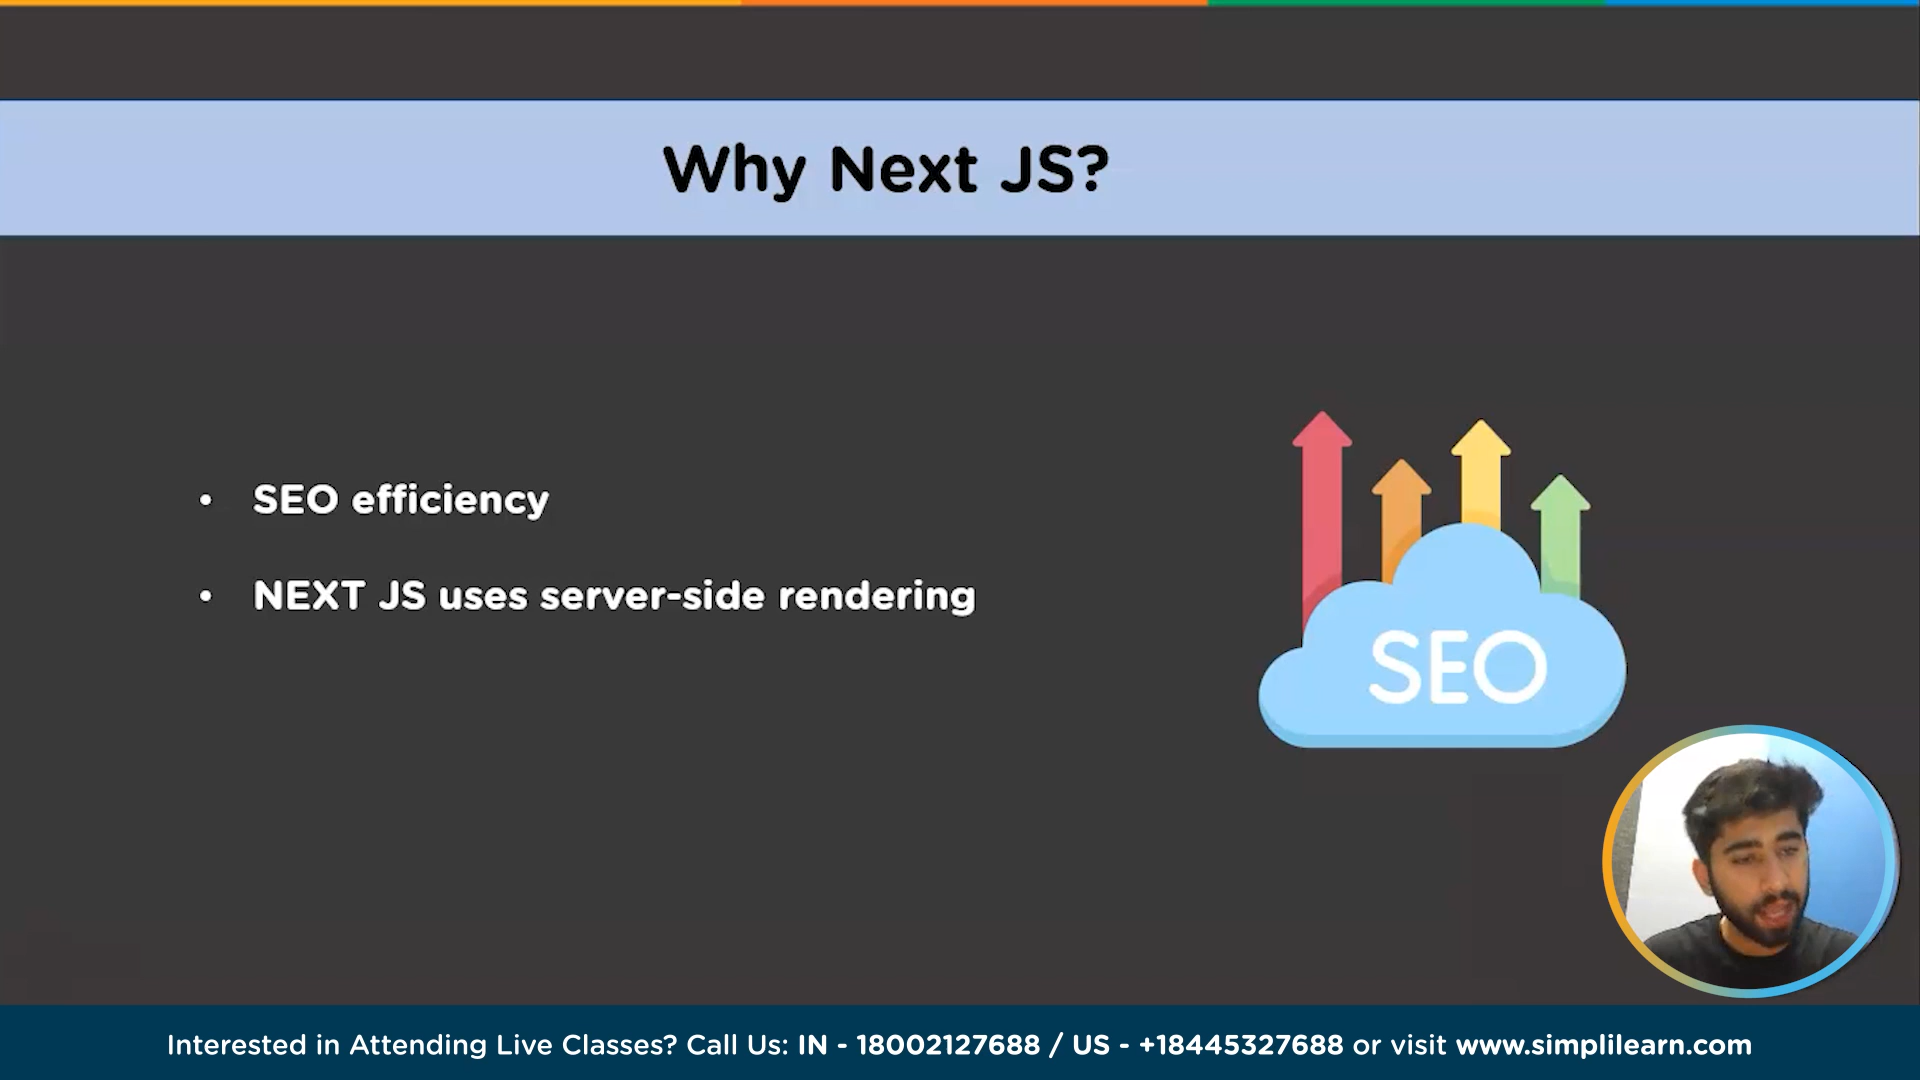 Why Next JS?
• SEO efficiency
• NEXT JS uses server-side rendering
SEO
Interested in Attending Live Classes? Call Us: IN - 18002127688 / US - +18445327688 or visit www.simplilearn.com